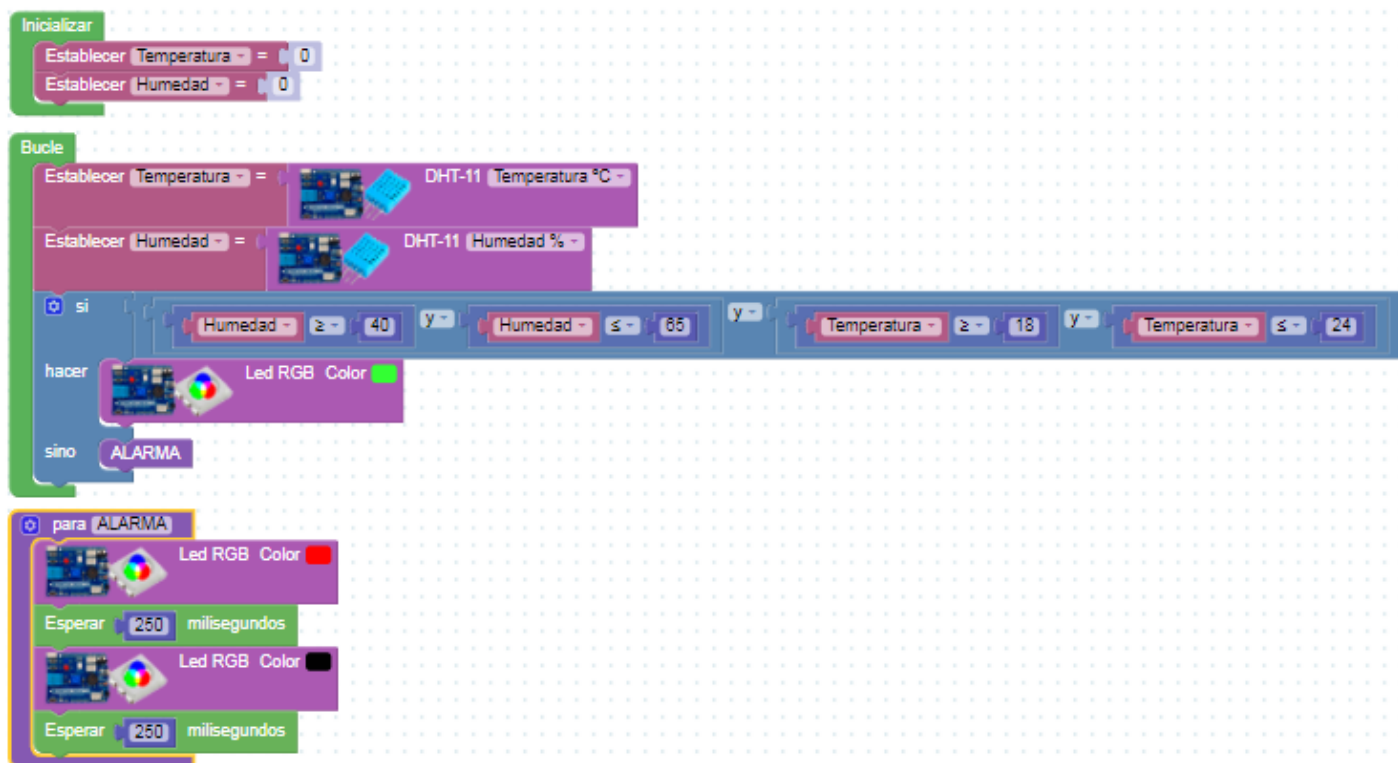 Inicializar
Establecer Temperatura = 0
Establecer Humedad = 0
Bucle
Establecer Temperatura = DHT-11 Temperatura ºC
Establecer Humedad = DHT-11 Humedad %
si Humedad ≥ 40 y Humedad ≤ 65 y Temperatura ≥ 18 y Temperatura ≤ 24
hacer Led RGB Color
sino ALARMA
para ALARMA
Led RGB Color
Esperar 250 milisegundos
Led RGB Color
Esperar 250 milisegundos